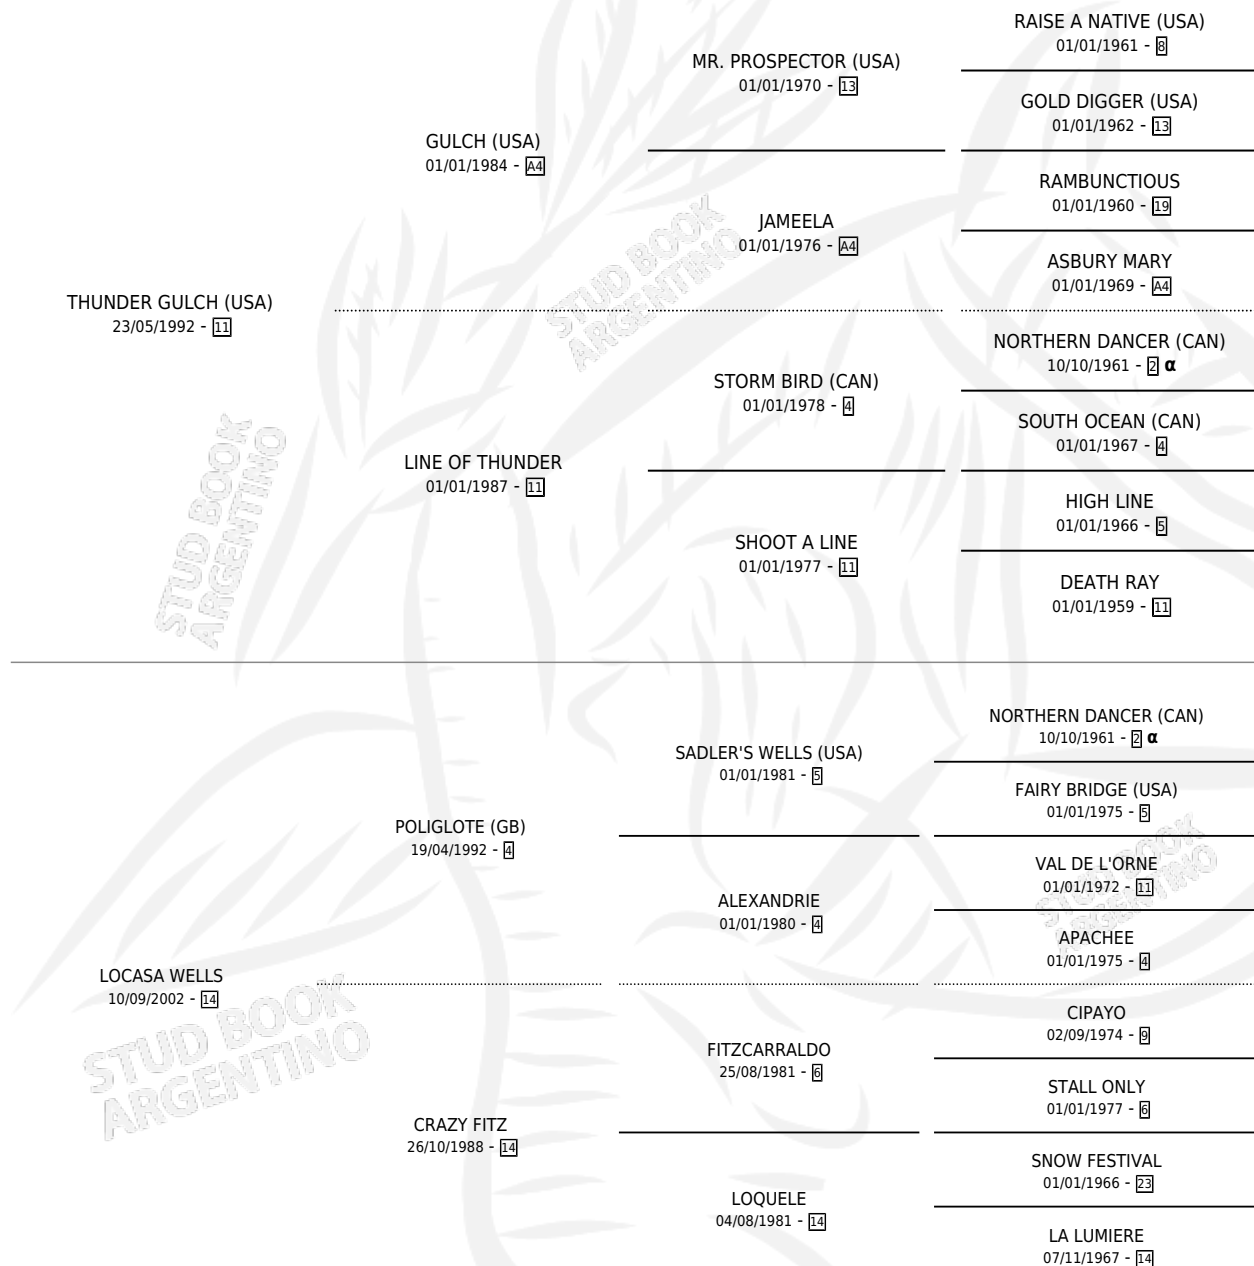 RAISE A NATIVE (USA)
01/01/1961 - 8
MR. PROSPECTOR (USA)
01/01/1970 - 13
GOLD DIGGER (USA)
01/01/1962 - 13
GULCH (USA)
01/01/1984 - A4
RAMBUNCTIOUS
01/01/1960 - 19
JAMEELA
01/01/1976 - A4
ASBURY MARY
01/01/1969 - A4
THUNDER GULCH (USA)
23/05/1992 - 11
NORTHERN DANCER (CAN)
10/10/1961 - 2 α
STORM BIRD (CAN)
01/01/1978 - 4
SOUTH OCEAN (CAN)
01/01/1967 - 4
LINE OF THUNDER
01/01/1987 - 11
HIGH LINE
01/01/1966 - 5
SHOOT A LINE
01/01/1977 - 11
DEATH RAY
01/01/1959 - 11
NORTHERN DANCER (CAN)
10/10/1961 - 2 α
SADLER'S WELLS (USA)
01/01/1981 - 5
FAIRY BRIDGE (USA)
01/01/1975 - 5
POLIGLOTE (GB)
19/04/1992 - 4
VAL DE L'ORNE
01/01/1972 - 11
ALEXANDRIE
01/01/1980 - 4
APACHEE
01/01/1975 - 4
LOCASA WELLS
10/09/2002 - 14
CIPAYO
02/09/1974 - 9
FITZCARRALDO
25/08/1981 - 6
STALL ONLY
01/01/1977 - 6
CRAZY FITZ
26/10/1988 - 14
SNOW FESTIVAL
01/01/1966 - 23
LOQUELE
04/08/1981 - 14
LA LUMIERE
07/11/1967 - 14
STUD BOOK
ARGENTINO
STUD BOOK
ARGENTINO
STUD BOOK
ARGENTINO
STUD BOOK
ARGENTINO